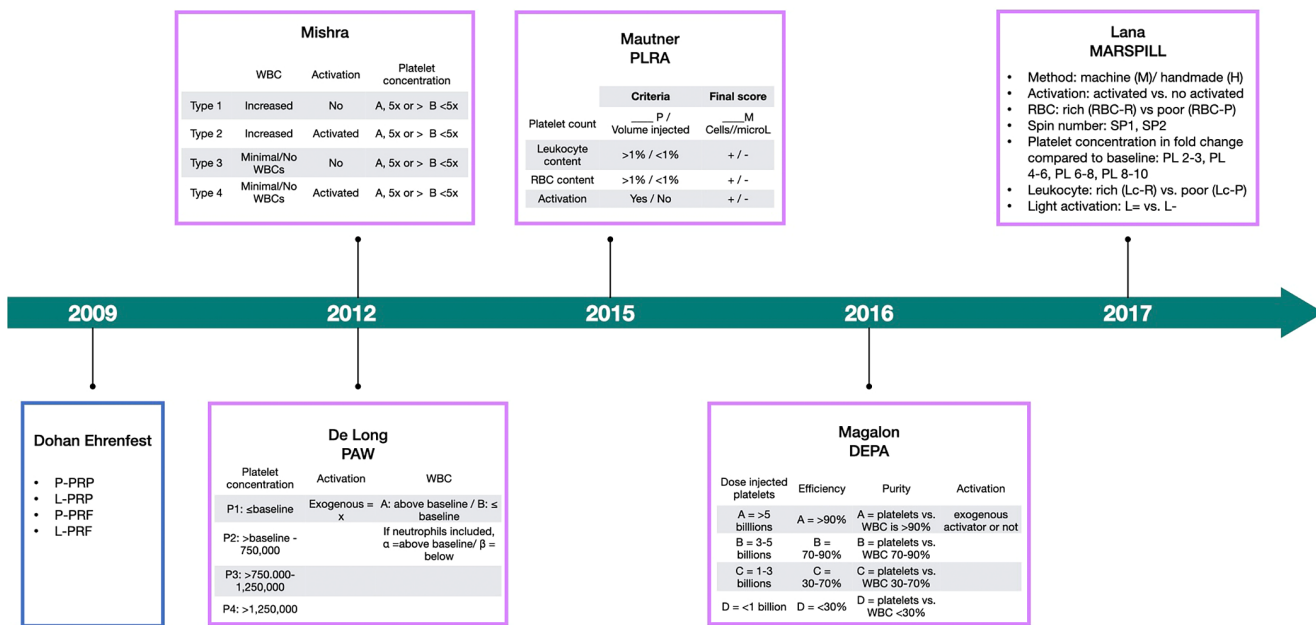 Mishra
WBC Activation Platelet concentration
Type 1 Increased No A, 5x or > B <5x
Type 2 Increased Activated A, 5x or > B <5x
Type 3 Minimal/No WBCs No A, 5x or > B <5x
Type 4 Minimal/No WBCs Activated A, 5x or > B <5x
Mautner
PLRA
Criteria Final score
Platelet count ____ P / Volume injected ____M Cells//microL
Leukocyte content >1% / <1% + / -
RBC content >1% / <1% + / -
Activation Yes / No + / -
Lana
MARSPILL
• Method: machine (M)/ handmade (H)
• Activation: activated vs. no activated
• RBC: rich (RBC-R) vs poor (RBC-P)
• Spin number: SP1, SP2
• Platelet concentration in fold change
compared to baseline: PL 2-3, PL
4-6, PL 6-8, PL 8-10
• Leukocyte: rich (Lc-R) vs. poor (Lc-P)
• Light activation: L= vs. L-
2009 2012 2015 2016 2017
Dohan Ehrenfest
• P-PRP
• L-PRP
• P-PRF
• L-PRF
De Long
PAW
Platelet concentration Activation WBC
P1: ≤baseline Exogenous = x A: above baseline / B: ≤ baseline
P2: >baseline - 750,000 If neutrophils included, α =above baseline/ β = below
P3: >750.000- 1,250,000
P4: >1,250,000
Magalon
DEPA
Dose injected platelets Efficiency Purity Activation
A = >5 billlions A = >90% A = platelets vs. WBC is >90% exogenous activator or not
B = 3-5 billions B = 70-90% B = platelets vs. WBC 70-90%
C = 1-3 billions C = 30-70% C = platelets vs. WBC 30-70%
D = <1 billion D = <30% D = platelets vs. WBC <30%